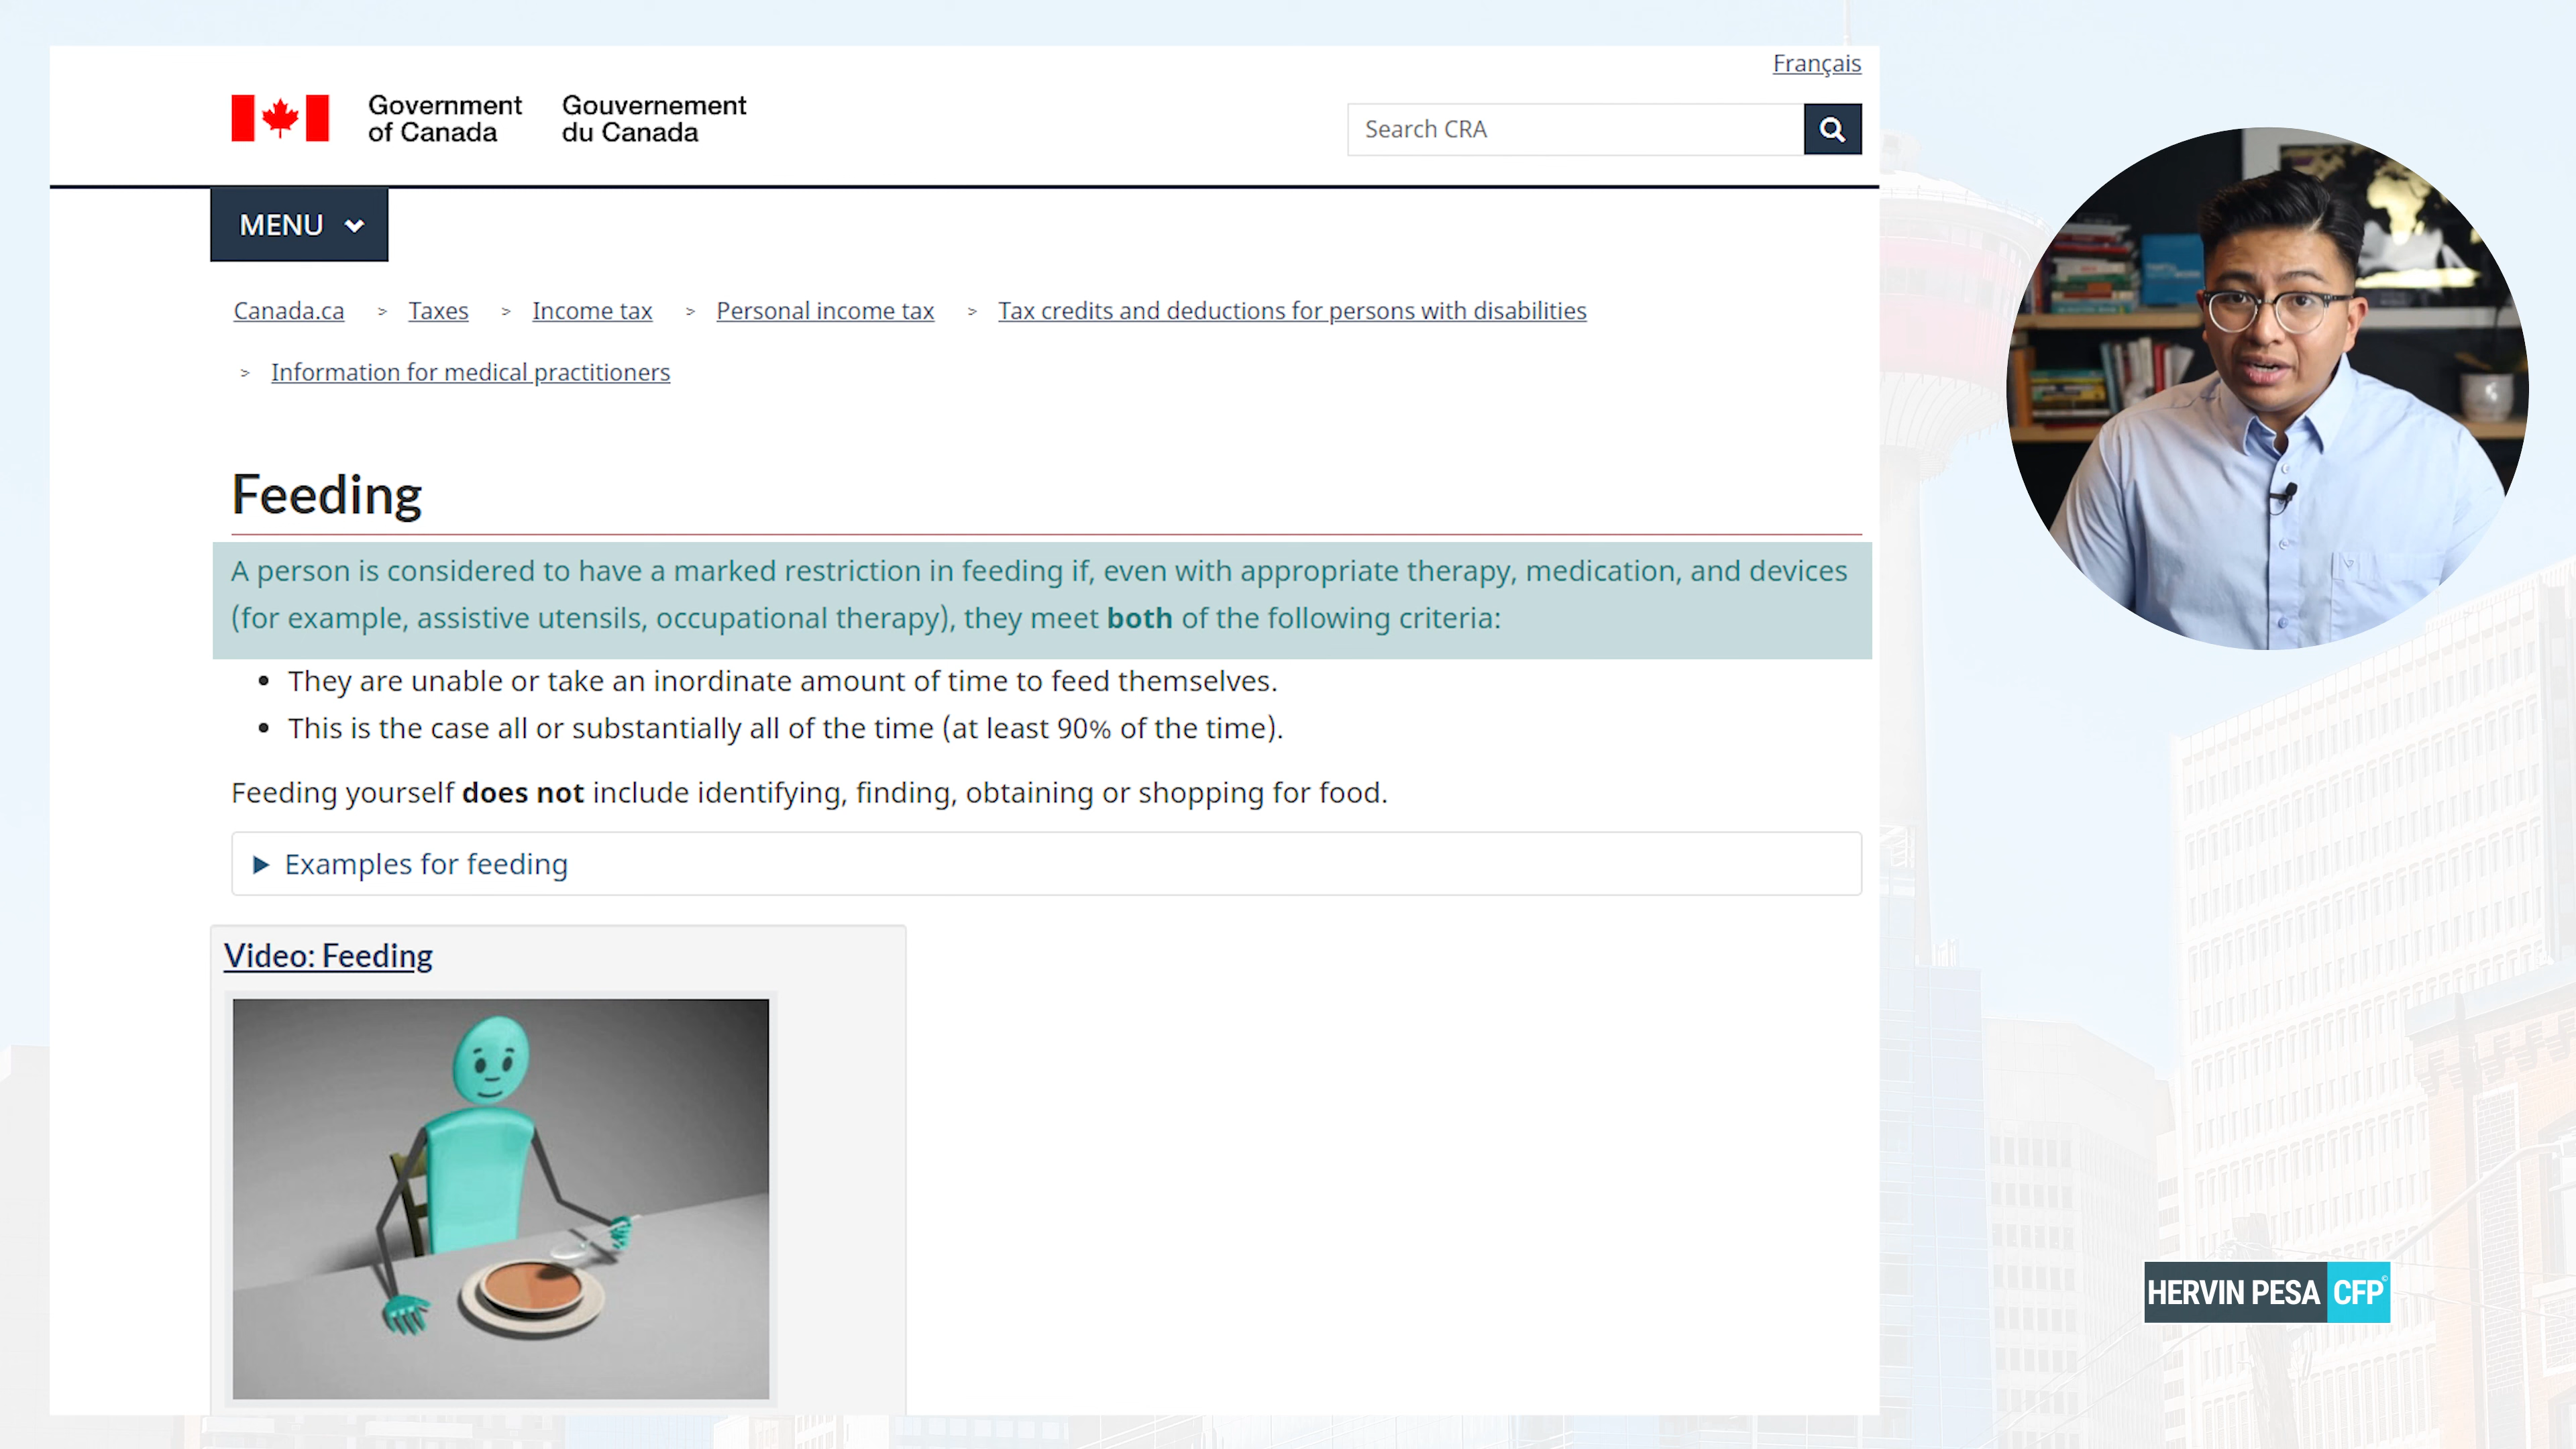 Français
Government of Canada
Gouvernement du Canada
Search CRA
MENU
Canada.ca > Taxes > Income tax > Personal income tax > Tax credits and deductions for persons with disabilities
> Information for medical practitioners
Feeding
A person is considered to have a marked restriction in feeding if, even with appropriate therapy, medication, and devices
(for example, assistive utensils, occupational therapy), they meet both of the following criteria:
• They are unable or take an inordinate amount of time to feed themselves.
• This is the case all or substantially all of the time (at least 90% of the time).
Feeding yourself does not include identifying, finding, obtaining or shopping for food.
Examples for feeding
Video: Feeding
HERVIN PESA CFP©